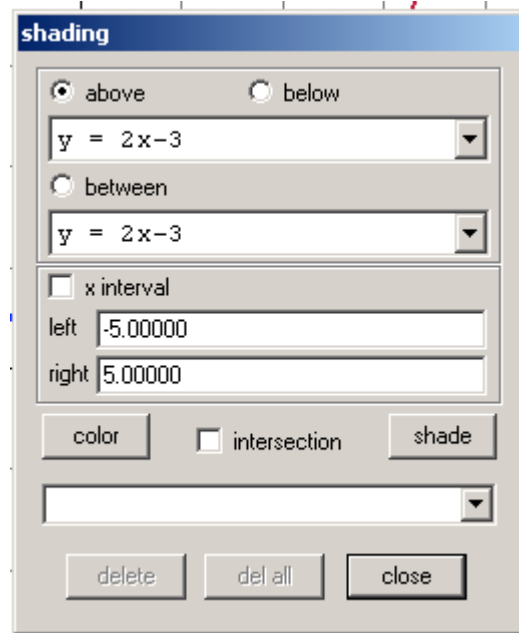 shading
above below
y = 2x-3
between
y = 2x-3
x interval
left -5.00000
right 5.00000
color intersection shade
delete del all close